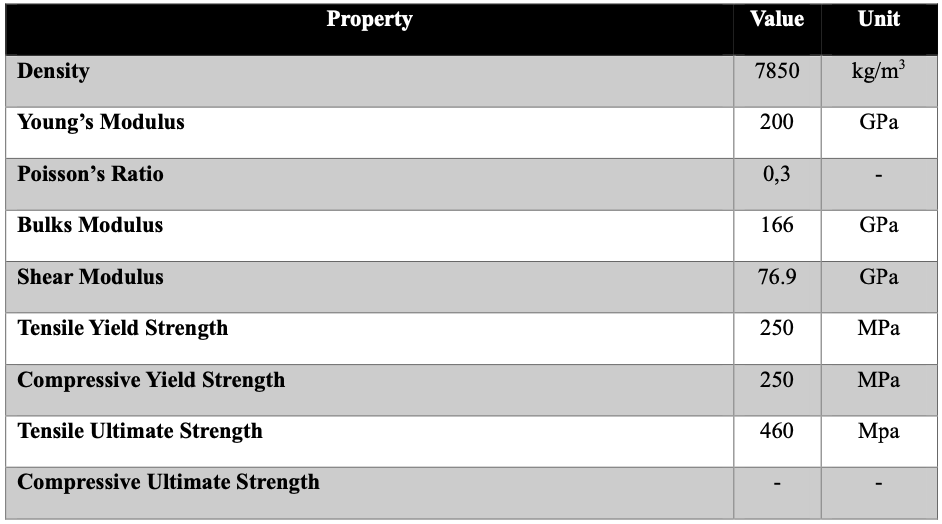 Property Value Unit
Density 7850 kg/m³
Young’s Modulus 200 GPa
Poisson’s Ratio 0,3 -
Bulks Modulus 166 GPa
Shear Modulus 76.9 GPa
Tensile Yield Strength 250 MPa
Compressive Yield Strength 250 MPa
Tensile Ultimate Strength 460 Mpa
Compressive Ultimate Strength - -